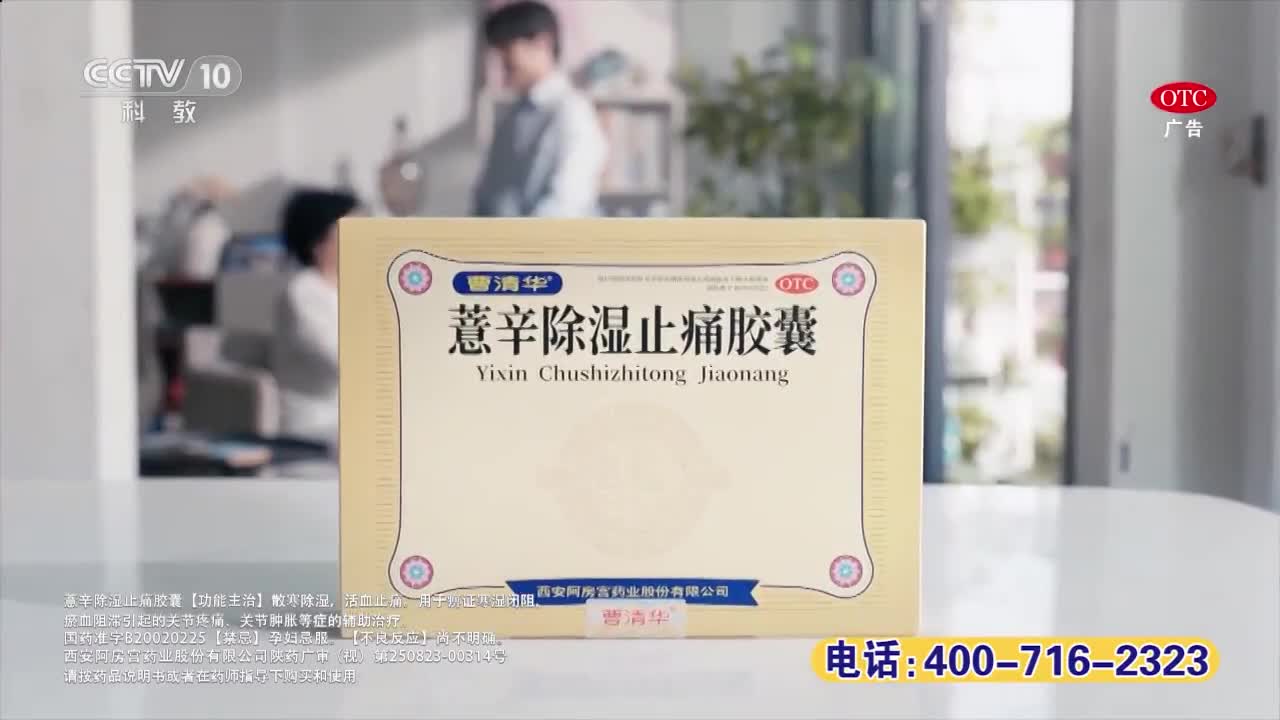 CCTV 10
科教
OTC
广告
曹清华®
OTC
薏辛除湿止痛胶囊
Yixin Chushizhitong Jiaonang
西安阿房宫药业股份有限公司
曹清华®
薏辛除湿止痛胶囊【功能主治】散寒除湿，活血止痛。用于痹证寒湿闭阻，
瘀血阻滞引起的关节疼痛、关节肿胀等症的辅助治疗。
国药准字B20020225【禁忌】孕妇忌服。【不良反应】尚不明确。
西安阿房宫药业股份有限公司陕药广审（视）第250823-00314号
请按药品说明书或者在药师指导下购买和使用
电话：400-716-2323